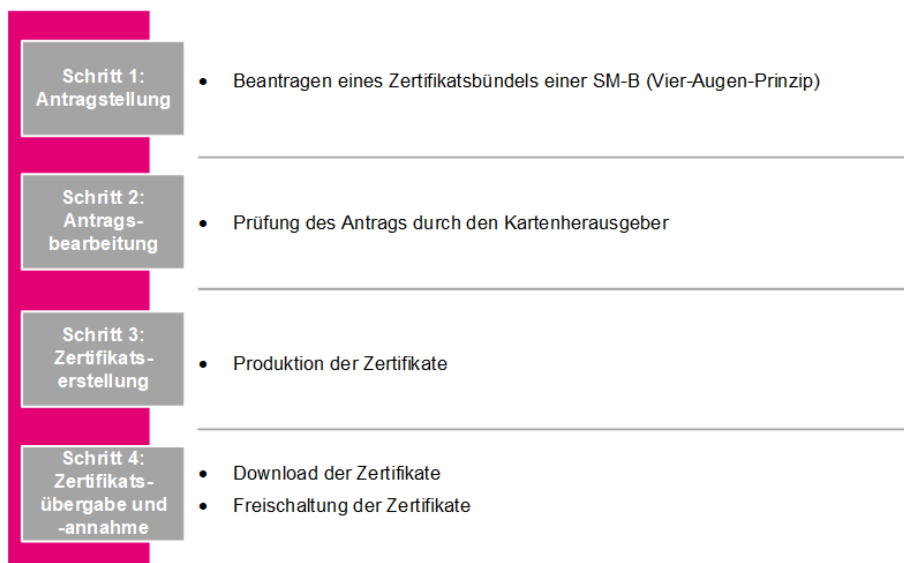 Schritt 1:
Antragstellung
• Beantragen eines Zertifikatsbündels einer SM-B (Vier-Augen-Prinzip)
Schritt 2:
Antrags-
bearbeitung
• Prüfung des Antrags durch den Kartenherausgeber
Schritt 3:
Zertifikats-
erstellung
• Produktion der Zertifikate
Schritt 4:
Zertifikats-
übergabe und
-annahme
• Download der Zertifikate
• Freischaltung der Zertifikate